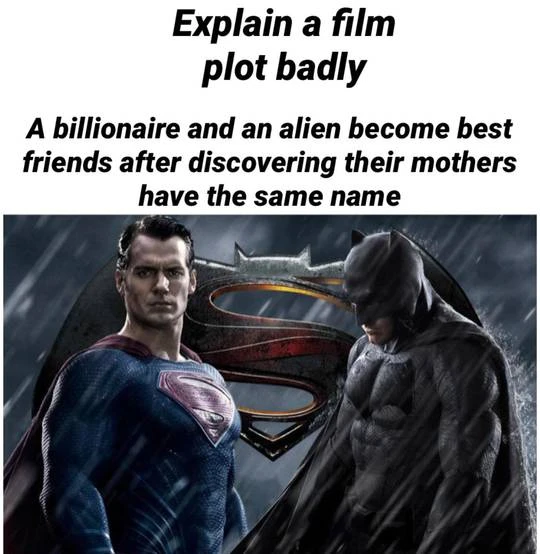 Explain a film
plot badly
A billionaire and an alien become best
friends after discovering their mothers
have the same name